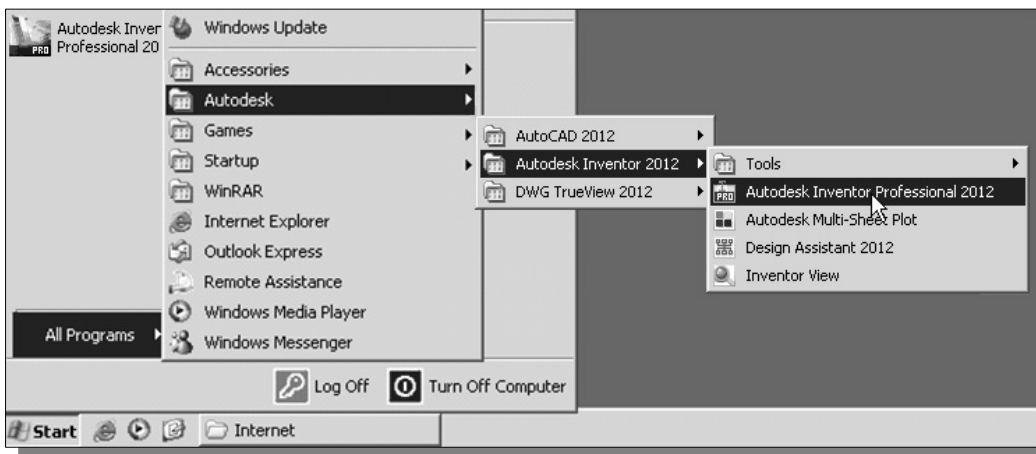 Autodesk Inver
Professional 20
PRO
All Programs
Windows Update
Accessories
Autodesk
Games
Startup
WinRAR
Internet Explorer
Outlook Express
Remote Assistance
Windows Media Player
Windows Messenger
AutoCAD 2012
Autodesk Inventor 2012
DWG TrueView 2012
Tools
PRO
Autodesk Inventor Professional 2012
Autodesk Multi-Sheet Plot
Design Assistant 2012
Inventor View
Log Off
Turn Off Computer
Start
Internet